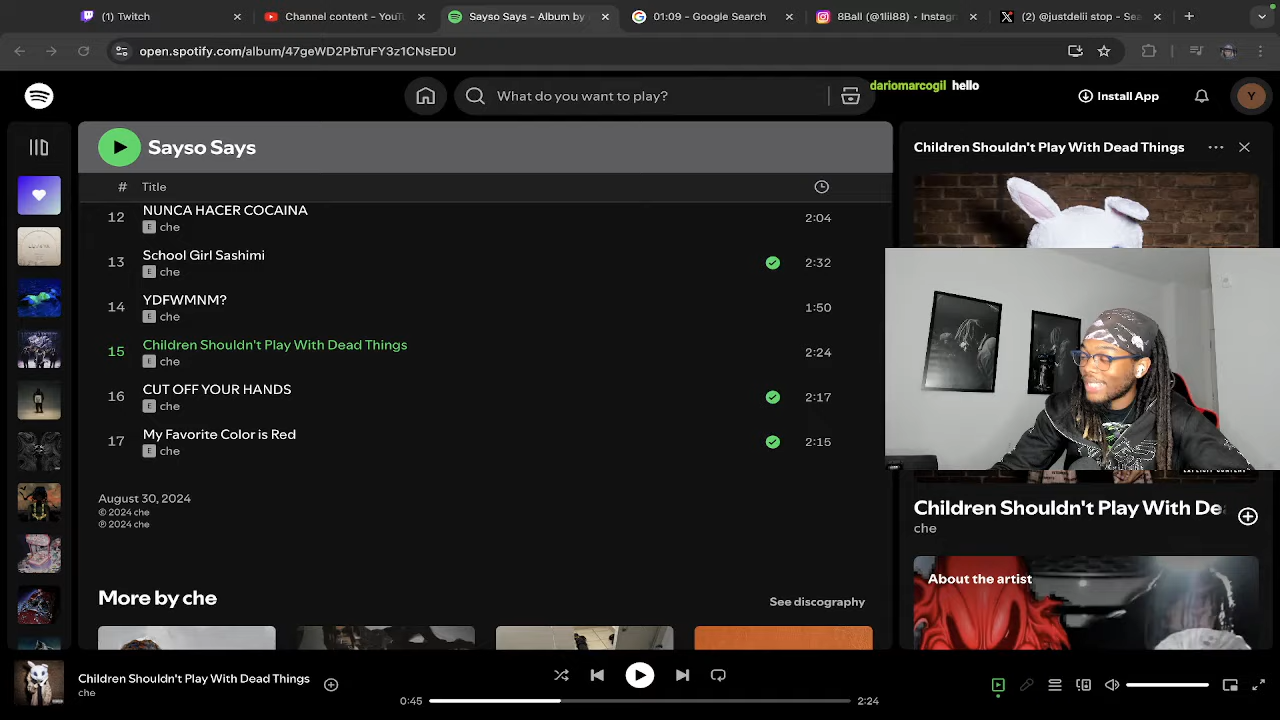 (1) Twitch
Channel content - YouTu
Sayso Says - Album by
01:09 - Google Search
8Ball (@1lil88) • Instagr
(2) @justdelii stop - Sea
open.spotify.com/album/47geWD2PbTuFY3z1CNsEDU
What do you want to play?
dariomarcogil hello
Install App
Y
Sayso Says
# Title
12 NUNCA HACER COCAINA 2:04
E che
13 School Girl Sashimi 2:32
E che
14 YDFWMNM? 1:50
E che
15 Children Shouldn't Play With Dead Things 2:24
E che
16 CUT OFF YOUR HANDS 2:17
E che
17 My Favorite Color is Red 2:15
E che
August 30, 2024
© 2024 che
℗ 2024 che
More by che
See discography
Children Shouldn't Play With Dead Things
Children Shouldn't Play With De
che
About the artist
Children Shouldn't Play With Dead Things
che
0:45
2:24